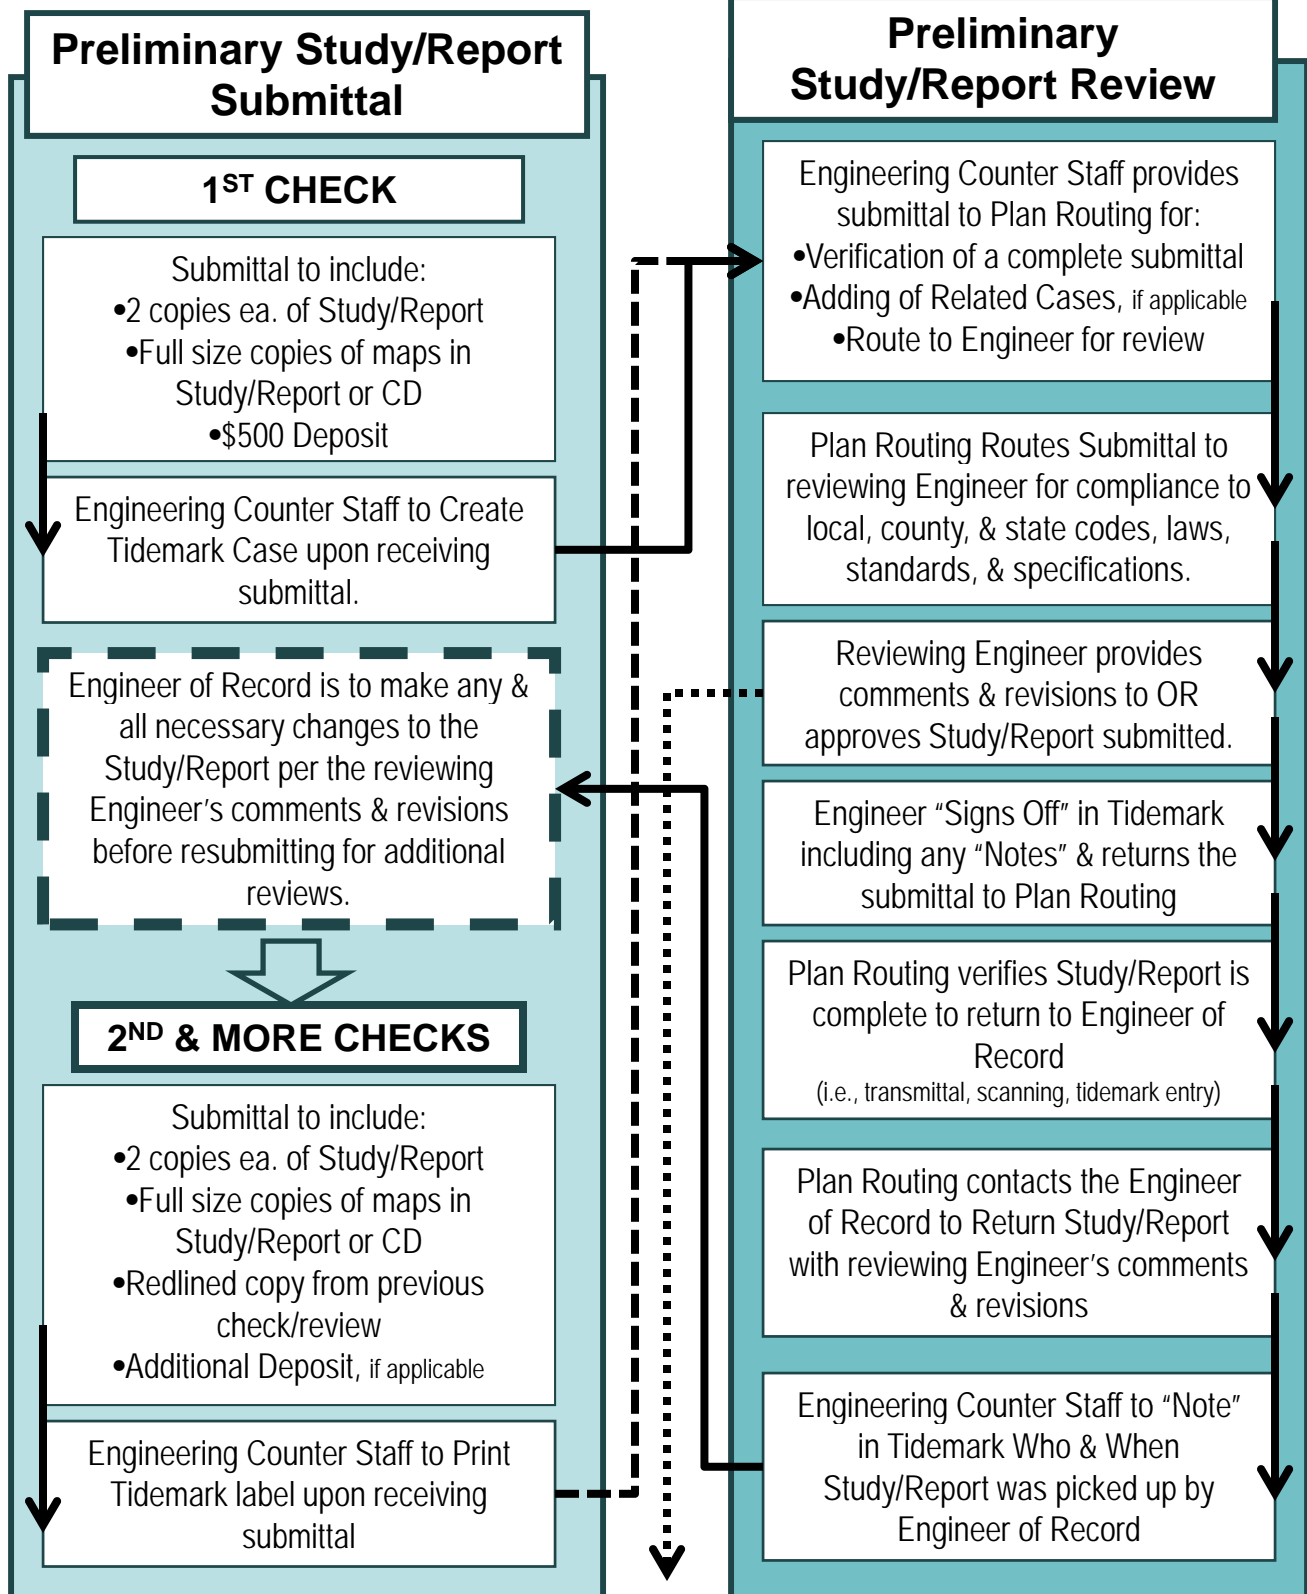 Preliminary Study/Report
Submittal
1ST CHECK
Submittal to include:
•2 copies ea. of Study/Report
•Full size copies of maps in
Study/Report or CD
•$500 Deposit
Engineering Counter Staff to Create
Tidemark Case upon receiving
submittal.
Engineer of Record is to make any &
all necessary changes to the
Study/Report per the reviewing
Engineer’s comments & revisions
before resubmitting for additional
reviews.
2ND & MORE CHECKS
Submittal to include:
•2 copies ea. of Study/Report
•Full size copies of maps in
Study/Report or CD
•Redlined copy from previous
check/review
•Additional Deposit, if applicable
Engineering Counter Staff to Print
Tidemark label upon receiving
submittal
Preliminary
Study/Report Review
Engineering Counter Staff provides
submittal to Plan Routing for:
•Verification of a complete submittal
•Adding of Related Cases, if applicable
•Route to Engineer for review
Plan Routing Routes Submittal to
reviewing Engineer for compliance to
local, county, & state codes, laws,
standards, & specifications.
Reviewing Engineer provides
comments & revisions to OR
approves Study/Report submitted.
Engineer “Signs Off” in Tidemark
including any “Notes” & returns the
submittal to Plan Routing
Plan Routing verifies Study/Report is
complete to return to Engineer of
Record
(i.e., transmittal, scanning, tidemark entry)
Plan Routing contacts the Engineer
of Record to Return Study/Report
with reviewing Engineer’s comments
& revisions
Engineering Counter Staff to “Note”
in Tidemark Who & When
Study/Report was picked up by
Engineer of Record